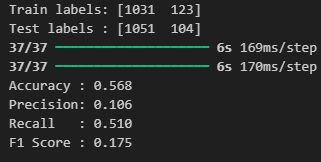 Train labels: [1031  123]
Test labels : [1051  104]
37/37 ━━━━━━━━━━━━━━━━━━━━ 6s 169ms/step
37/37 ━━━━━━━━━━━━━━━━━━━━ 6s 170ms/step
Accuracy : 0.568
Precision: 0.106
Recall   : 0.510
F1 Score : 0.175